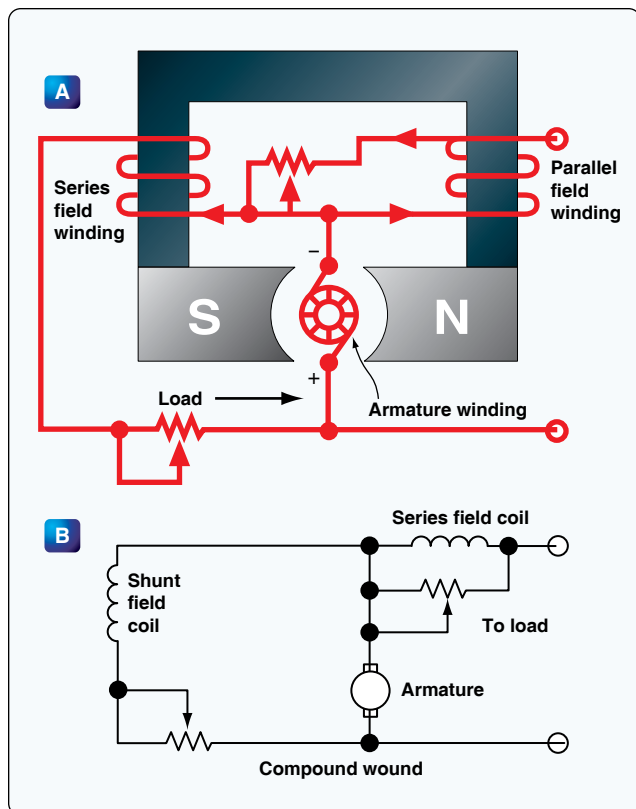 A
Series
field
winding
Parallel
field
winding
−
S
N
+
Load
Armature winding
B
Series field coil
Shunt
field
coil
To load
Armature
Compound wound